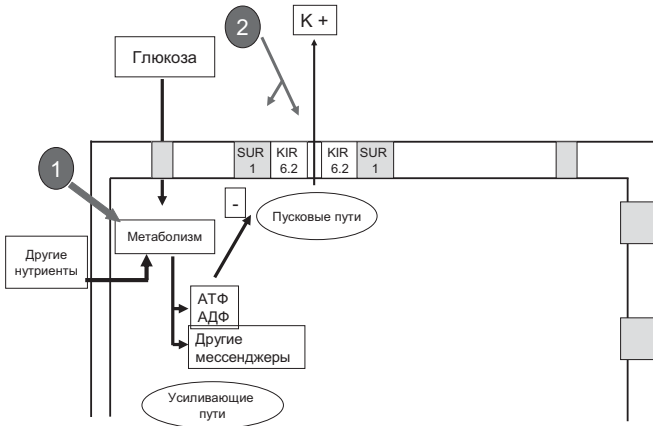 2
K +
Глюкоза
SUR
1
KIR
6.2
KIR
6.2
SUR
1
1
-
Пусковые пути
Метаболизм
Другие
нутриенты
АТФ
АДФ
Другие
мессенджеры
Усиливающие
пути